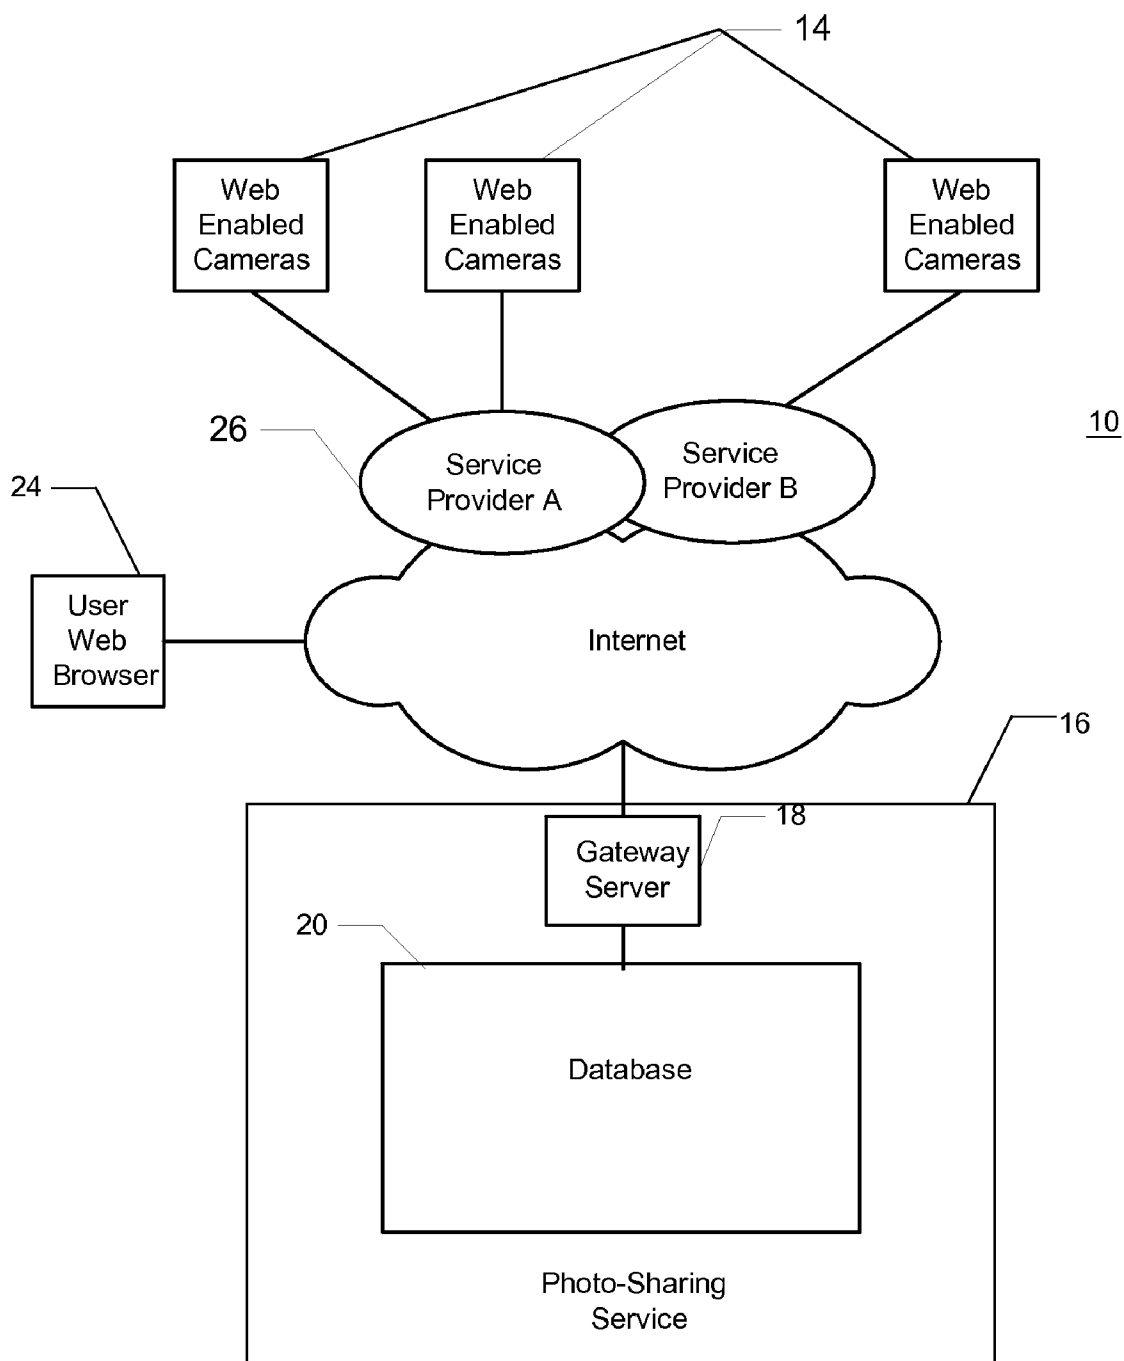 14
Web
Enabled
Cameras
Web
Enabled
Cameras
Web
Enabled
Cameras
26
10
Service
Provider A
Service
Provider B
24
User
Web
Browser
Internet
16
18
Gateway
Server
20
Database
Photo-Sharing
Service